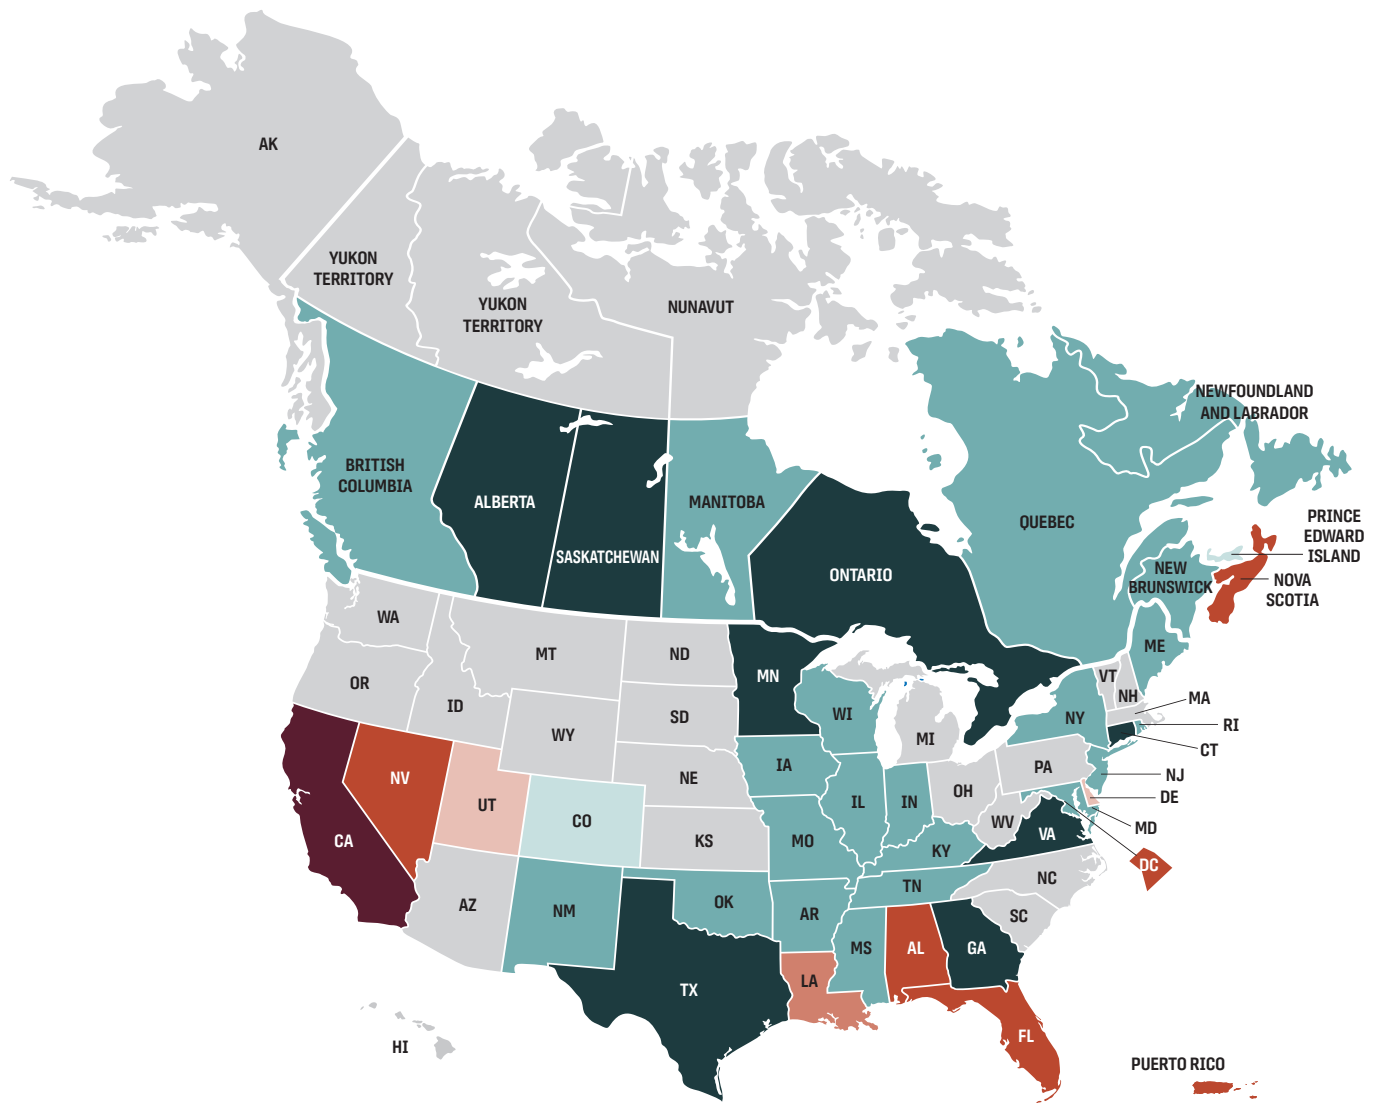 AK
YUKON
TERRITORY
YUKON
TERRITORY
NUNAVUT
NEWFOUNDLAND
AND LABRADOR
BRITISH
COLUMBIA
ALBERTA
SASKATCHEWAN
MANITOBA
ONTARIO
QUEBEC
PRINCE
EDWARD
ISLAND
NEW
BRUNSWICK
NOVA
SCOTIA
WA
MT
ND
MN
ME
OR
ID
SD
WI
MI
NY
VT
NH
MA
RI
CT
WY
NV
UT
CO
NE
IA
IL
IN
OH
PA
NJ
DE
MD
WV
VA
DC
CA
KS
MO
KY
NC
AZ
NM
OK
AR
TN
SC
MS
AL
GA
TX
LA
FL
HI
PUERTO RICO